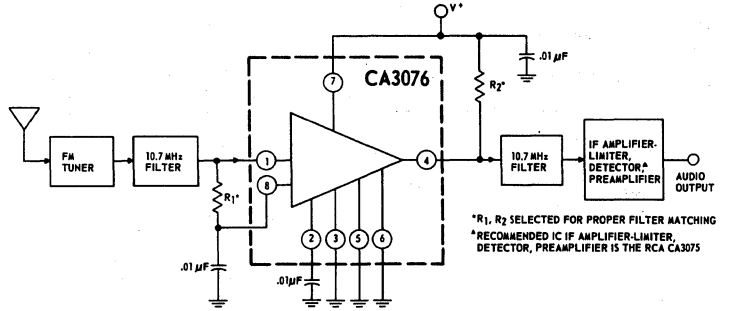 V+
.01µF
CA3076
R2*
7
FM
TUNER
10.7 MHz
FILTER
1
8
4
10.7 MHz
FILTER
IF AMPLIFIER-
LIMITER,
DETECTOR,▲
PREAMPLIFIER
AUDIO
OUTPUT
R1*
2
3
5
6
.01µF
.01µF
*R1, R2 SELECTED FOR PROPER FILTER MATCHING
▲RECOMMENDED IC IF AMPLIFIER-LIMITER,
DETECTOR, PREAMPLIFIER IS THE RCA CA3075